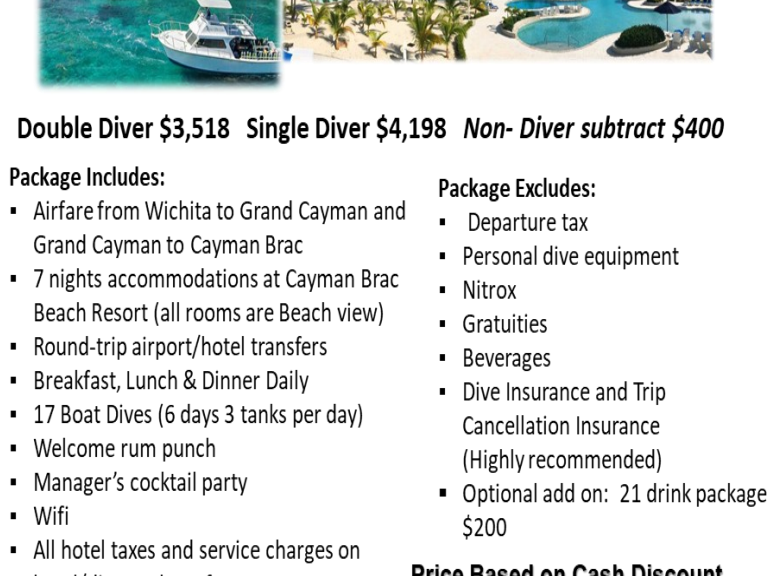 Double Diver $3,518 Single Diver $4,198 Non- Diver subtract $400
Package Includes:
▪ Airfare from Wichita to Grand Cayman and
Grand Cayman to Cayman Brac
▪ 7 nights accommodations at Cayman Brac
Beach Resort (all rooms are Beach view)
▪ Round-trip airport/hotel transfers
▪ Breakfast, Lunch & Dinner Daily
▪ 17 Boat Dives (6 days 3 tanks per day)
▪ Welcome rum punch
▪ Manager’s cocktail party
▪ Wifi
▪ All hotel taxes and service charges on
Package Excludes:
▪ Departure tax
▪ Personal dive equipment
▪ Nitrox
▪ Gratuities
▪ Beverages
▪ Dive Insurance and Trip
Cancellation Insurance
(Highly recommended)
▪ Optional add on: 21 drink package
$200
Price Based on Cash Discount